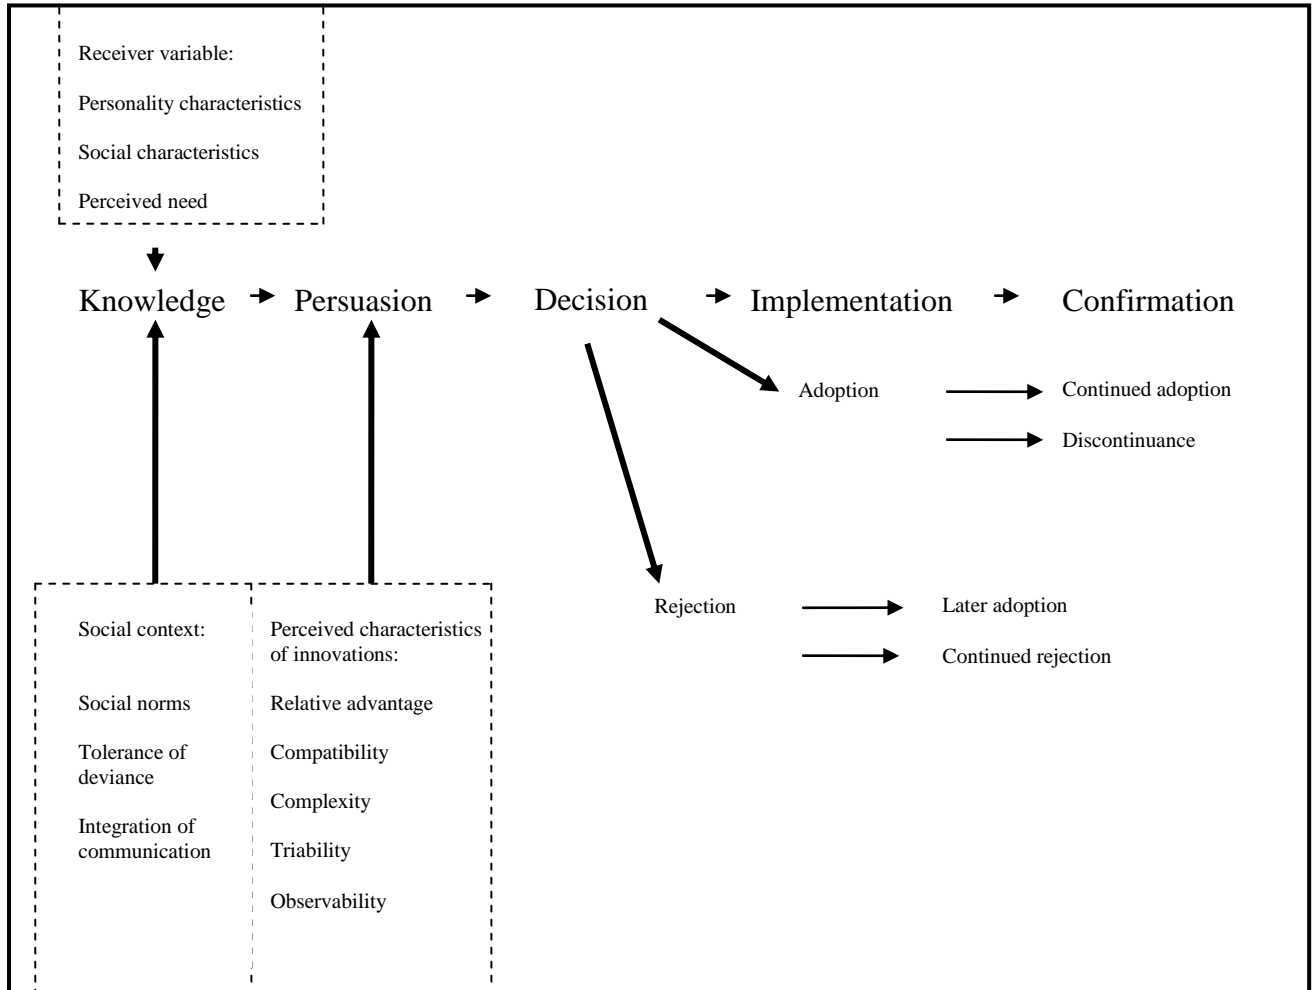 Receiver variable:
Personality characteristics
Social characteristics
Perceived need
Knowledge
Persuasion
Decision
Implementation
Confirmation
Adoption
Continued adoption
Discontinuance
Rejection
Later adoption
Continued rejection
Social context:
Social norms
Tolerance of
deviance
Integration of
communication
Perceived characteristics
of innovations:
Relative advantage
Compatibility
Complexity
Triability
Observability